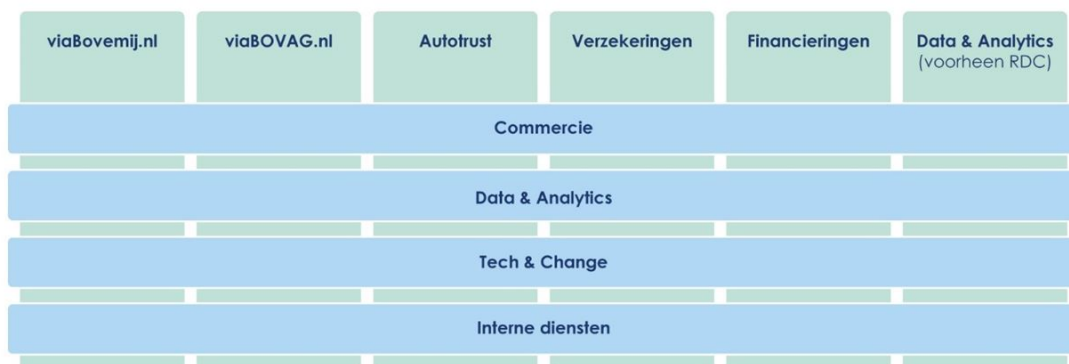 viaBovemij.nl
viaBOVAG.nl
Autotrust
Verzekeringen
Financieringen
Data & Analytics
(voorheen RDC)
Commercie
Data & Analytics
Tech & Change
Interne diensten